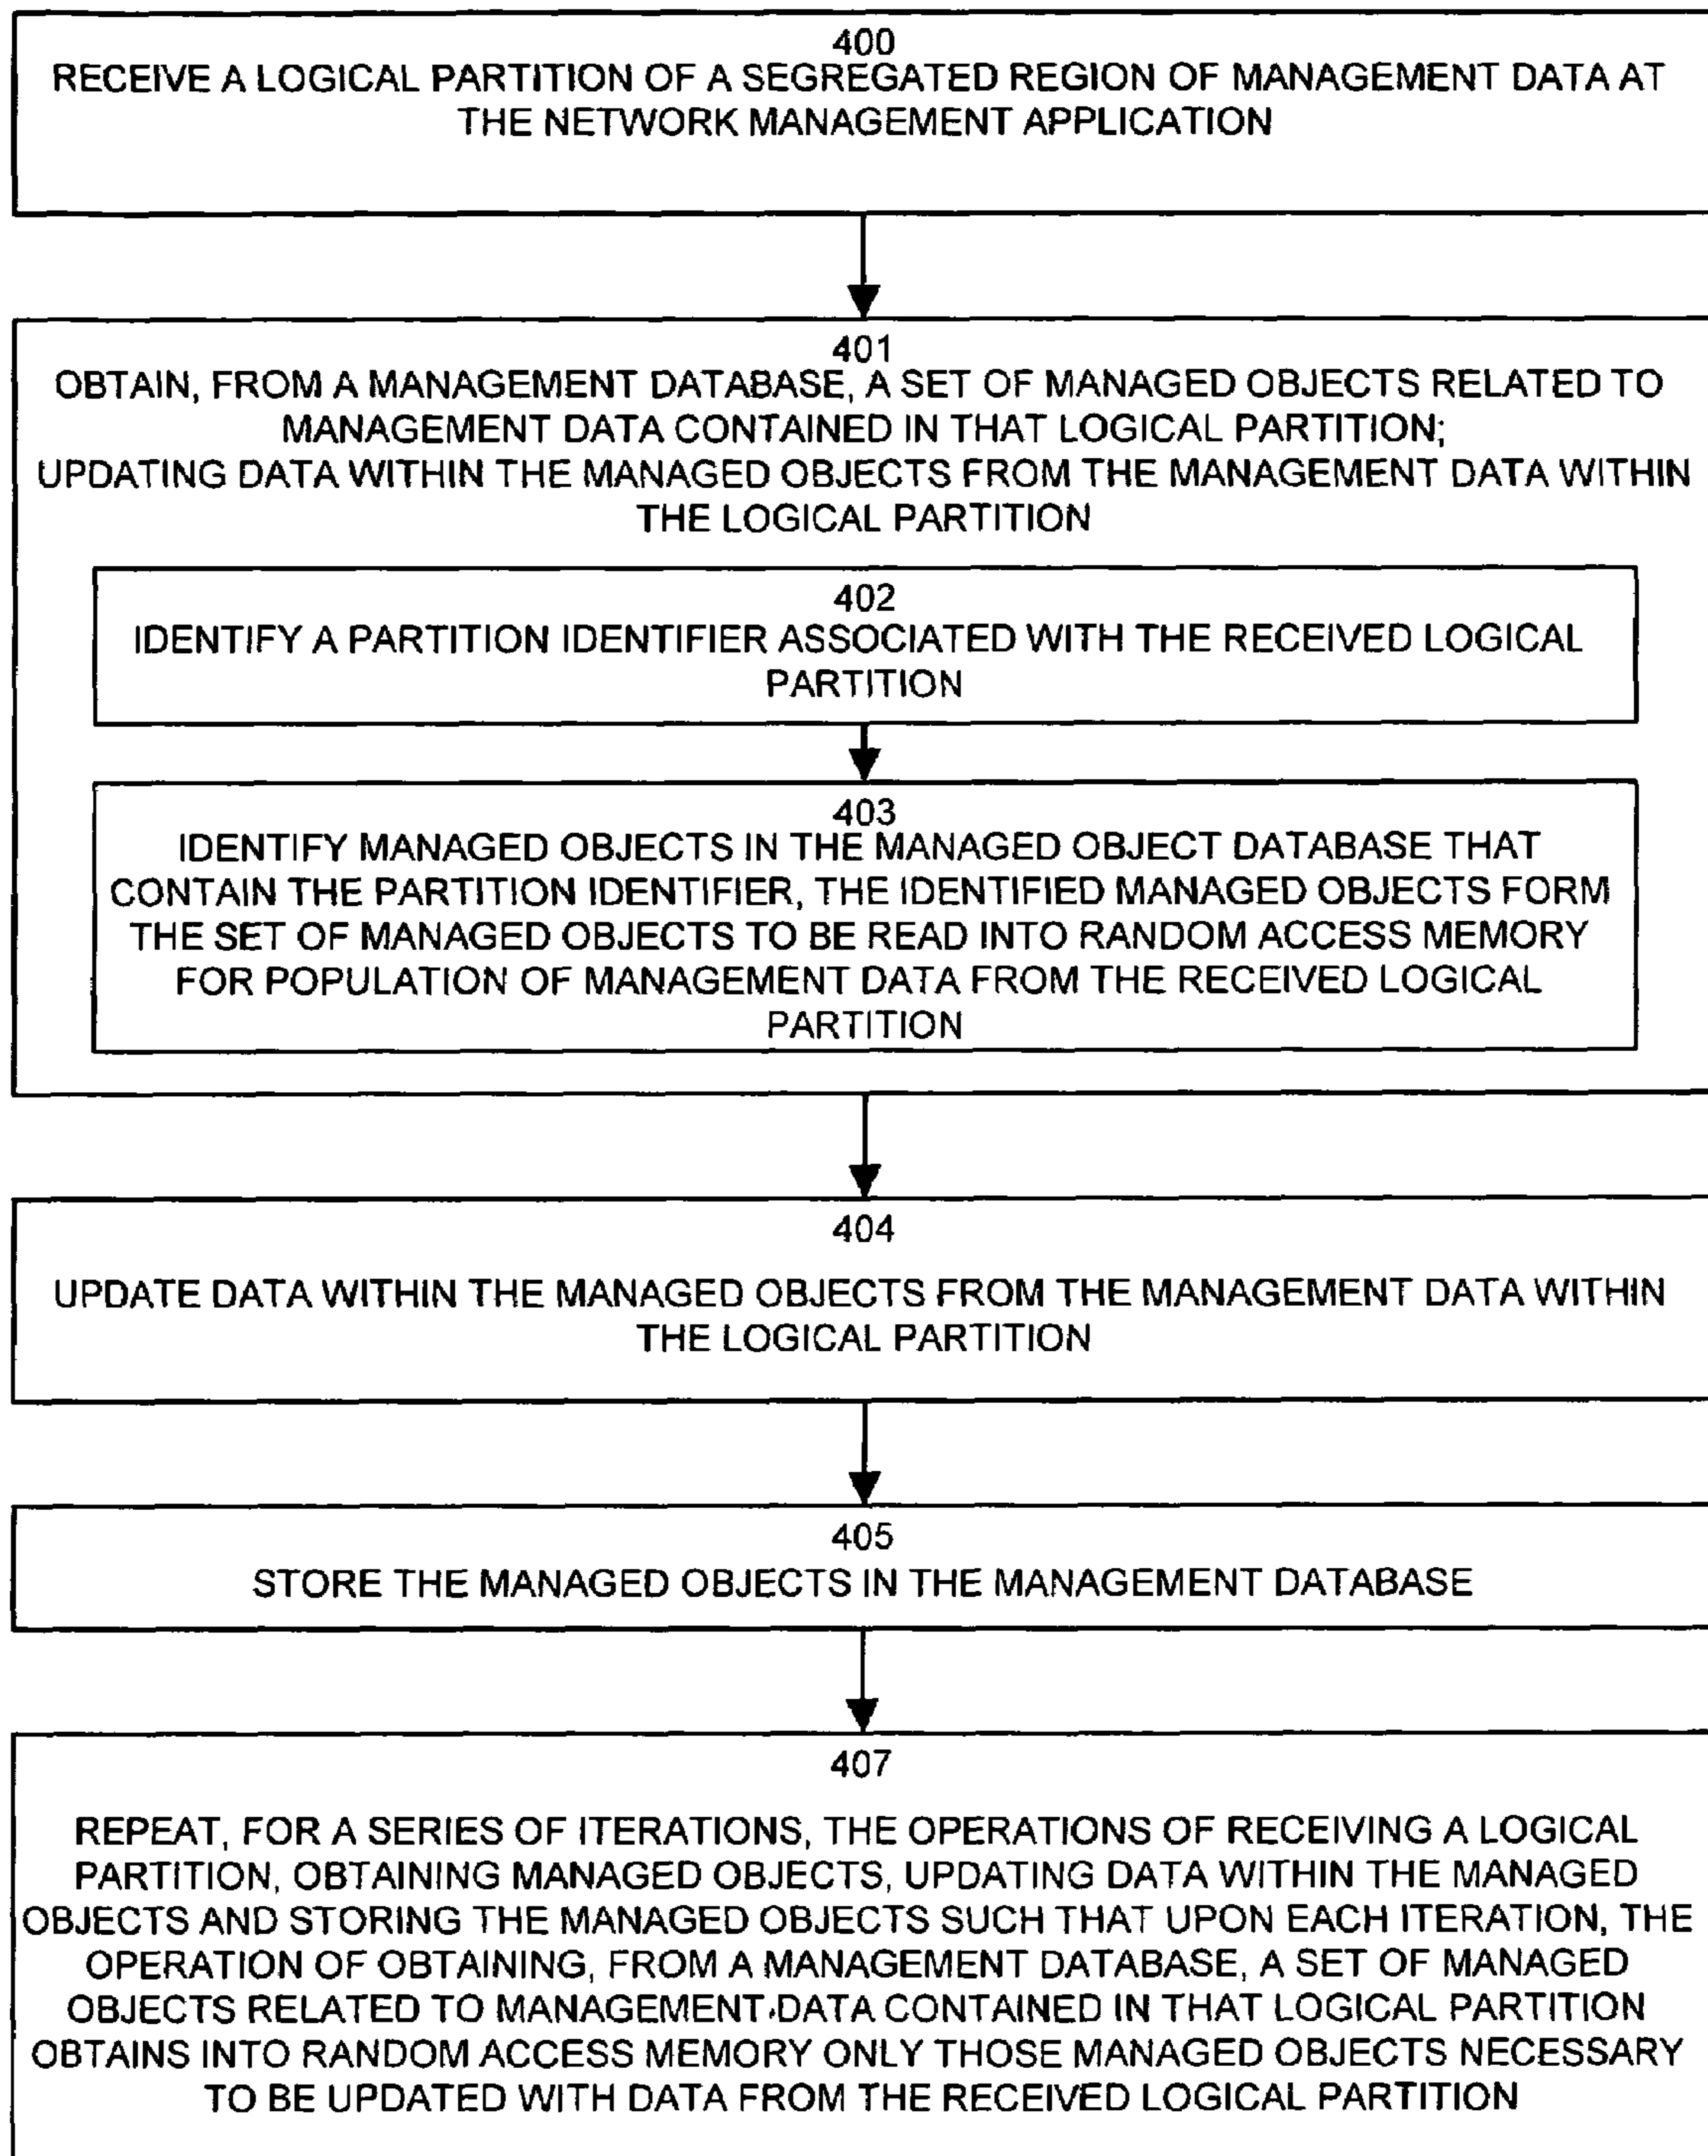 400
RECEIVE A LOGICAL PARTITION OF A SEGREGATED REGION OF MANAGEMENT DATA AT
THE NETWORK MANAGEMENT APPLICATION
401
OBTAIN, FROM A MANAGEMENT DATABASE, A SET OF MANAGED OBJECTS RELATED TO
MANAGEMENT DATA CONTAINED IN THAT LOGICAL PARTITION;
UPDATING DATA WITHIN THE MANAGED OBJECTS FROM THE MANAGEMENT DATA WITHIN
THE LOGICAL PARTITION
402
IDENTIFY A PARTITION IDENTIFIER ASSOCIATED WITH THE RECEIVED LOGICAL
PARTITION
403
IDENTIFY MANAGED OBJECTS IN THE MANAGED OBJECT DATABASE THAT
CONTAIN THE PARTITION IDENTIFIER, THE IDENTIFIED MANAGED OBJECTS FORM
THE SET OF MANAGED OBJECTS TO BE READ INTO RANDOM ACCESS MEMORY
FOR POPULATION OF MANAGEMENT DATA FROM THE RECEIVED LOGICAL
PARTITION
404
UPDATE DATA WITHIN THE MANAGED OBJECTS FROM THE MANAGEMENT DATA WITHIN
THE LOGICAL PARTITION
405
STORE THE MANAGED OBJECTS IN THE MANAGEMENT DATABASE
407
REPEAT, FOR A SERIES OF ITERATIONS, THE OPERATIONS OF RECEIVING A LOGICAL
PARTITION, OBTAINING MANAGED OBJECTS, UPDATING DATA WITHIN THE MANAGED
OBJECTS AND STORING THE MANAGED OBJECTS SUCH THAT UPON EACH ITERATION, THE
OPERATION OF OBTAINING, FROM A MANAGEMENT DATABASE, A SET OF MANAGED
OBJECTS RELATED TO MANAGEMENT DATA CONTAINED IN THAT LOGICAL PARTITION
OBTAINS INTO RANDOM ACCESS MEMORY ONLY THOSE MANAGED OBJECTS NECESSARY
TO BE UPDATED WITH DATA FROM THE RECEIVED LOGICAL PARTITION